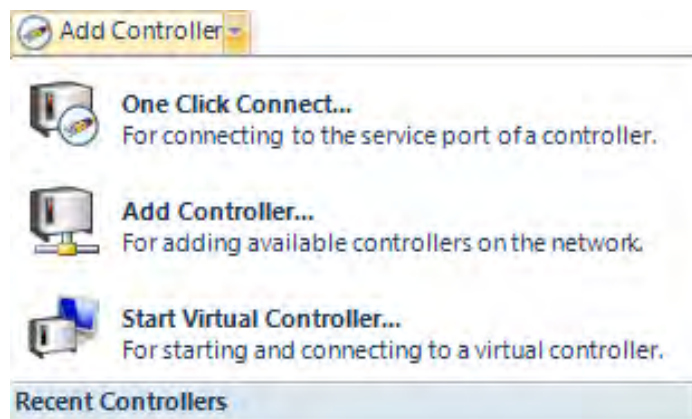 Add Controller
One Click Connect...
For connecting to the service port of a controller.
Add Controller...
For adding available controllers on the network.
Start Virtual Controller...
For starting and connecting to a virtual controller.
Recent Controllers